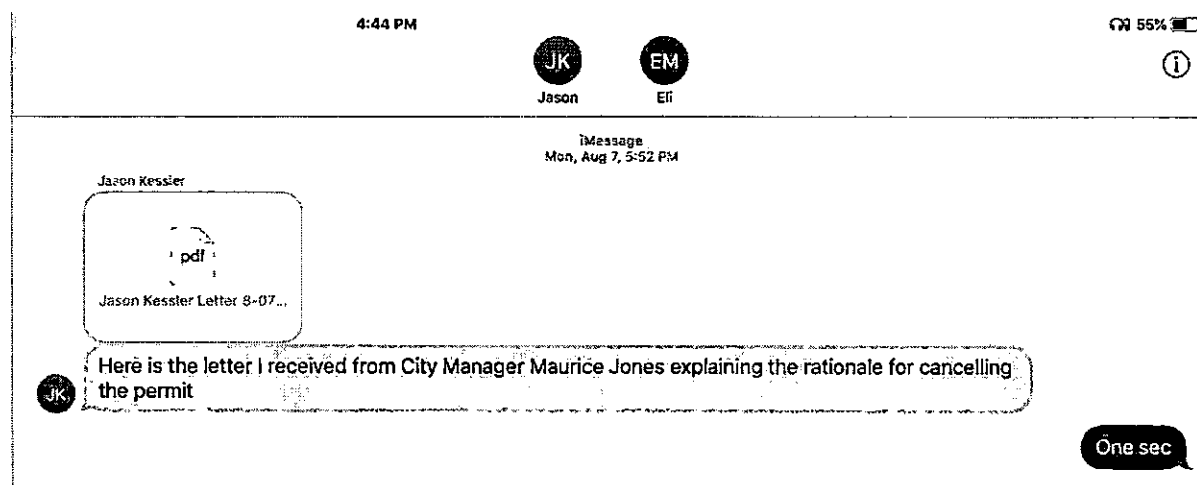 4:44 PM
55%
JK
EM
Jason
Eli
iMessage
Mon, Aug 7, 5:52 PM
Jason Kessler
pdf
Jason Kessler Letter 8-07...
Here is the letter I received from City Manager Maurice Jones explaining the rationale for cancelling
the permit
JK
One sec